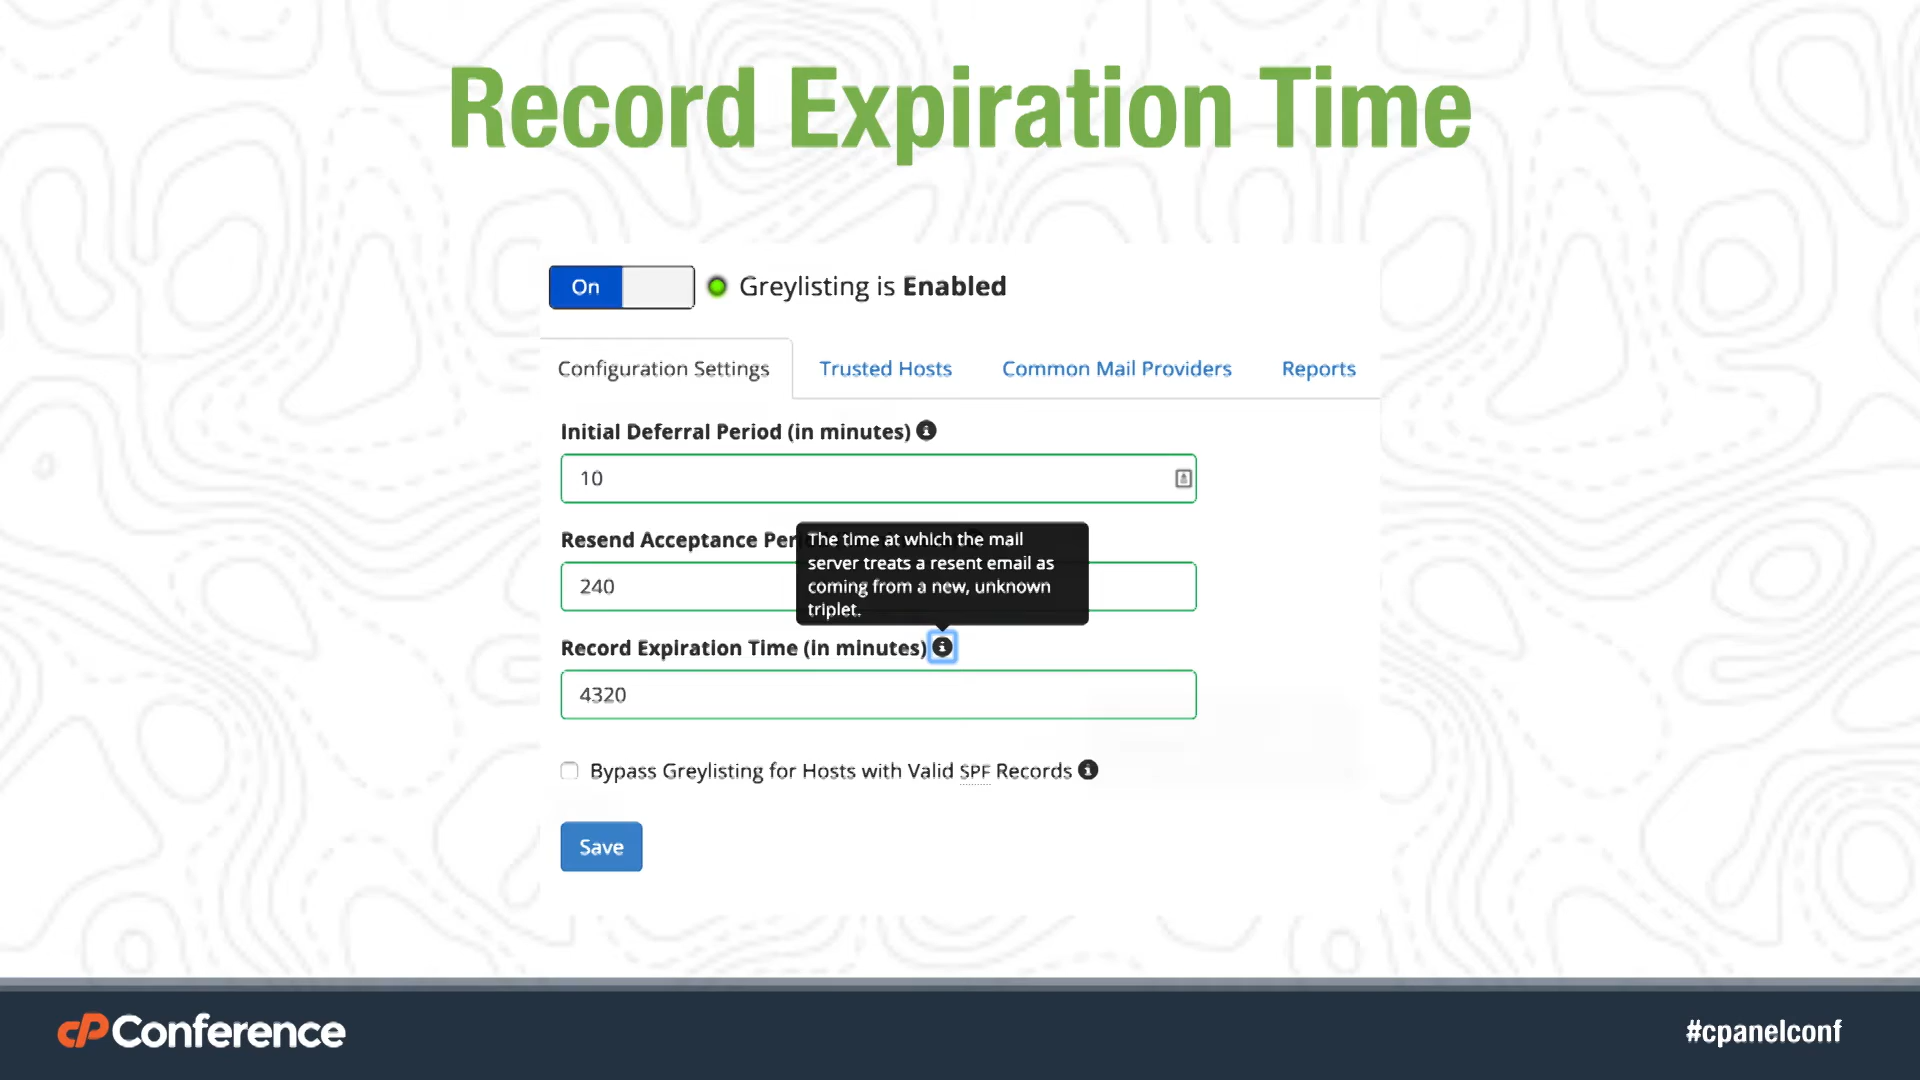 Record Expiration Time
On
Greylisting is Enabled
Configuration Settings
Trusted Hosts
Common Mail Providers
Reports
Initial Deferral Period (in minutes)
10
Resend Acceptance
The time at which the mail
server treats a resent email as
coming from a new, unknown
triplet.
240
Record Expiration Time (in minutes)
4320
Bypass Greylisting for Hosts with Valid SPF Records
Save
cPConference
#cpanelconf